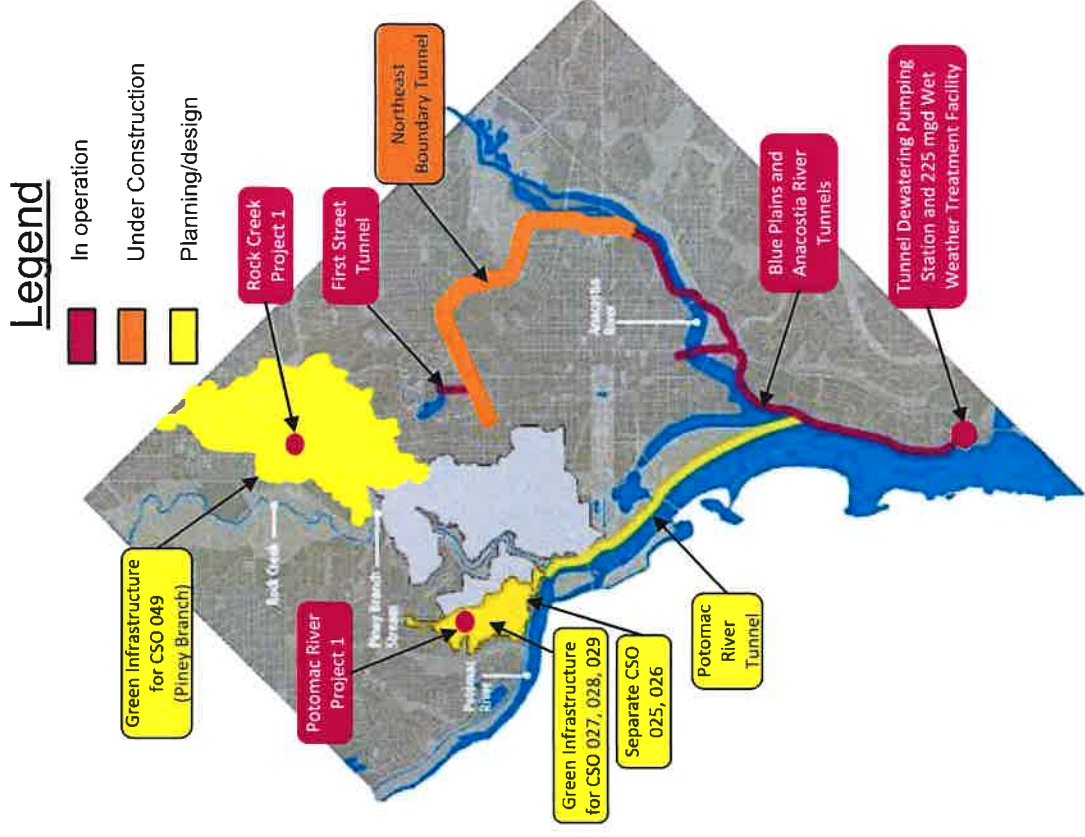 Legend
In operation
Under Construction
Planning/design
Green Infrastructure
for CSO 049
(Piney Branch)
Rock Creek
Project 1
First Street
Tunnel
Northeast
Boundary Tunnel
Rock Creek
Piney Branch
Stream
Potomac River
Project 1
Potomac
River
Green Infrastructure
for CSO 027, 028, 029
Separate CSO
025, 026
Potomac
River
Tunnel
Anacostia
River
Blue Plains and
Anacostia River
Tunnels
Tunnel Dewatering Pumping
Station and 225 mgd Wet
Weather Treatment Facility